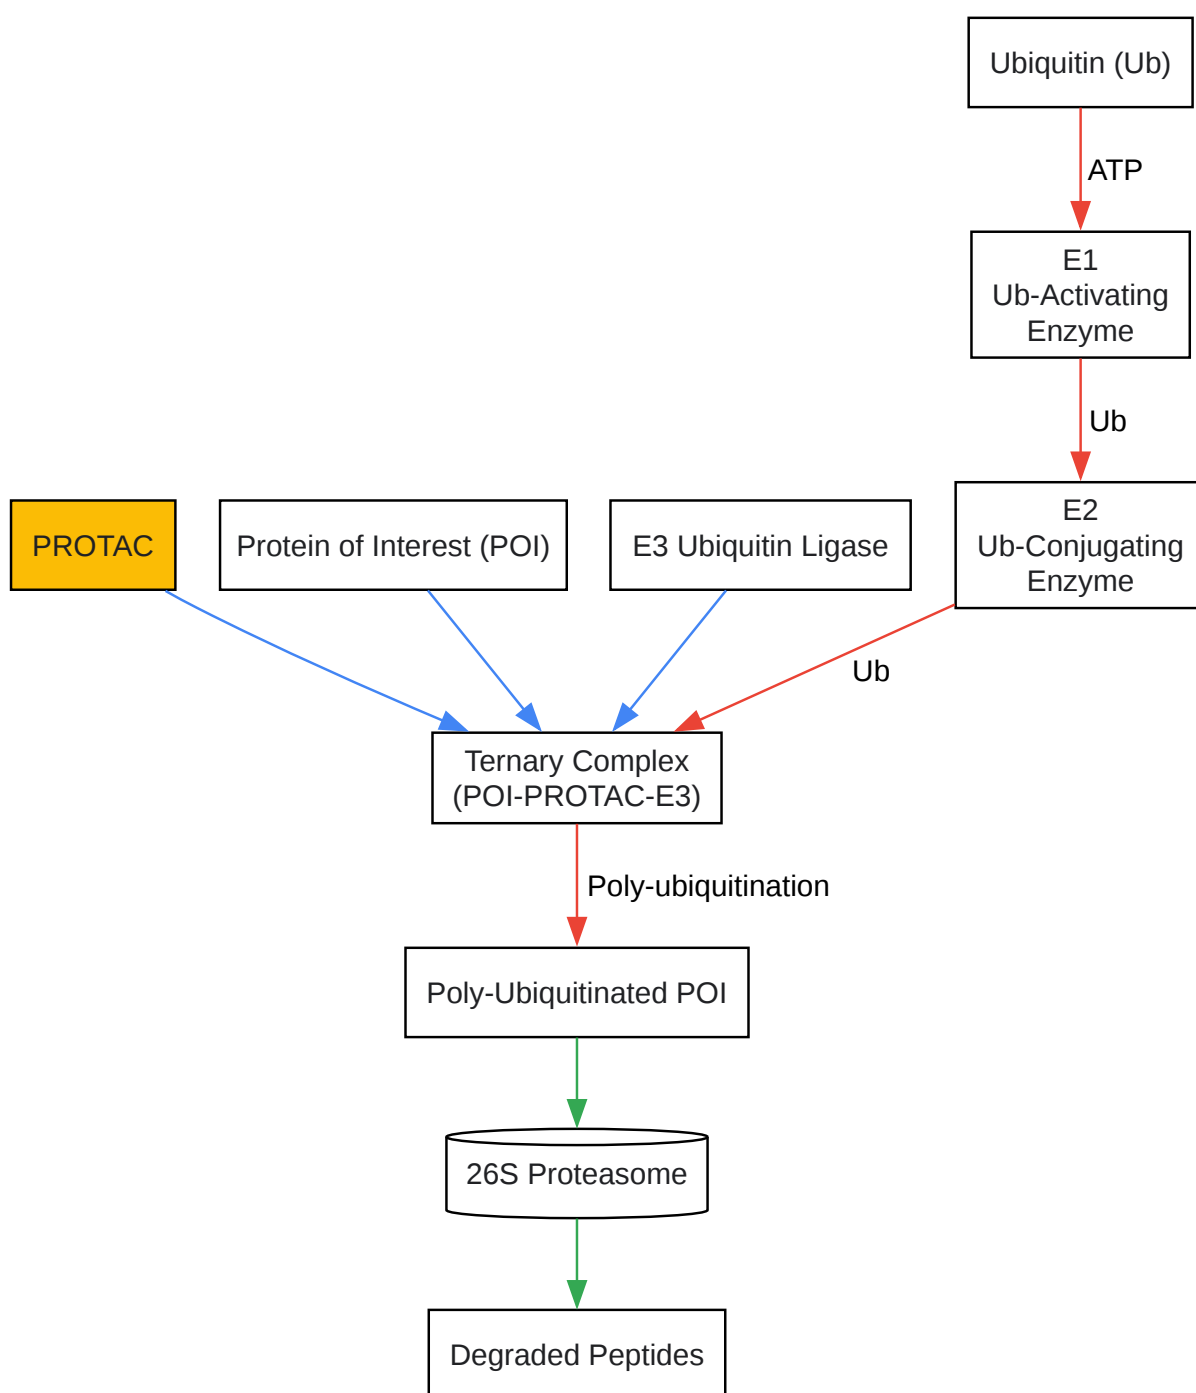 Ubiquitin (Ub)
ATP
E1
Ub-Activating
Enzyme
Ub
PROTAC
Protein of Interest (POI)
E3 Ubiquitin Ligase
E2
Ub-Conjugating
Enzyme
Ub
Ternary Complex
(POI-PROTAC-E3)
Poly-ubiquitination
Poly-Ubiquitinated POI
26S Proteasome
Degraded Peptides